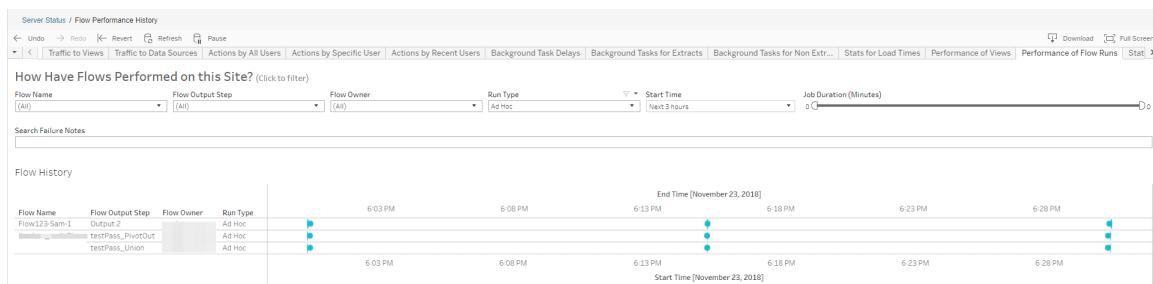 Server Status / Flow Performance History
Undo Redo Revert Refresh Pause Download Full Screen
Traffic to Views Traffic to Data Sources Actions by All Users Actions by Specific User Actions by Recent Users Background Task Delays Background Tasks for Extracts Background Tasks for Non Extr... Stats for Load Times Performance of Views Performance of Flow Runs Stat
How Have Flows Performed on this Site? (Click to filter)
Flow Name Flow Output Step Flow Owner Run Type Start Time Job Duration (Minutes)
(All) (All) (All) Ad Hoc Next 3 hours 0 0
Search Failure Notes
Flow History
End Time [November 23, 2018]
6:03 PM 6:08 PM 6:13 PM 6:18 PM 6:23 PM 6:28 PM
Flow Name Flow Output Step Flow Owner Run Type
Flow123-Sam-1 Output 2 Ad Hoc
testPass_PivotOut Ad Hoc
testPass_Union Ad Hoc
6:03 PM 6:08 PM 6:13 PM 6:18 PM 6:23 PM 6:28 PM
Start Time [November 23, 2018]